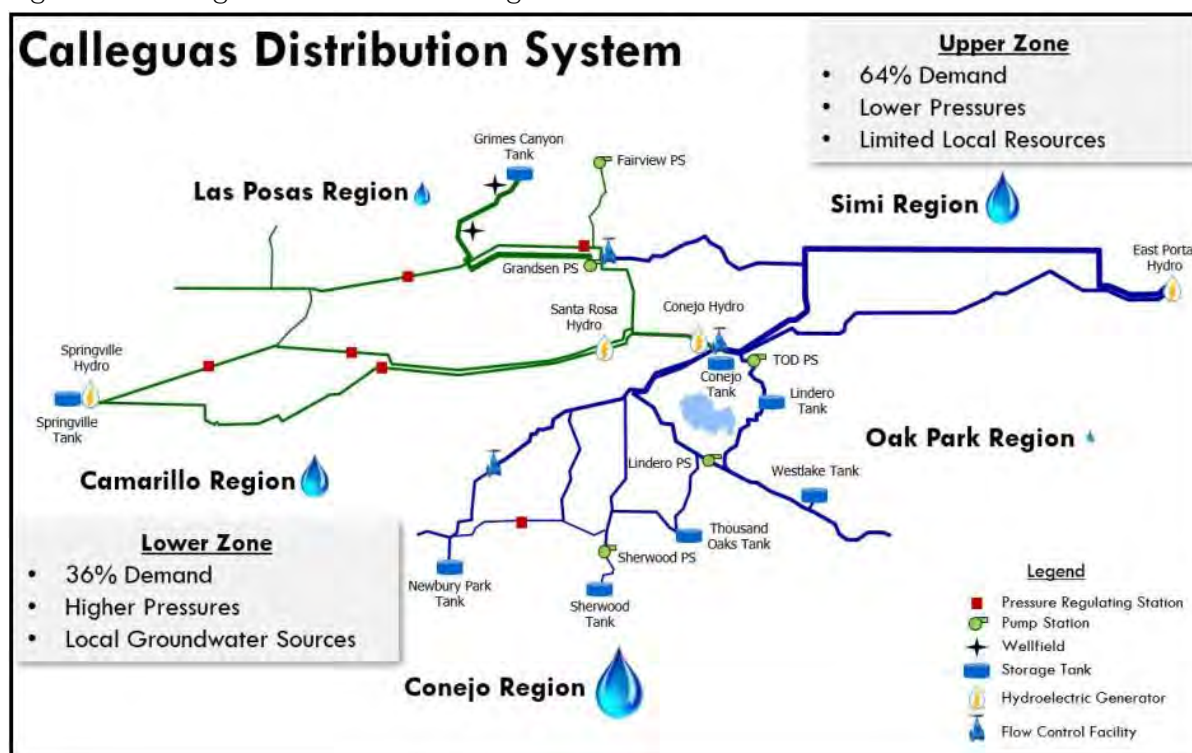 Calleguas Distribution System
Upper Zone
• 64% Demand
• Lower Pressures
• Limited Local Resources
Grimes Canyon
Tank
Fairview PS
Las Posas Region
Simi Region
Grandsen PS
East Porta
Hydro
Santa Rosa
Hydro
Conejo Hydro
Springville
Hydro
TOD PS
Conejo
Tank
Lindero
Tank
Springville
Tank
Oak Park Region
Lindero PS
Westlake Tank
Camarillo Region
Thousand
Oaks Tank
Lower Zone
• 36% Demand
• Higher Pressures
• Local Groundwater Sources
Sherwood PS
Newbury Park
Tank
Sherwood
Tank
Conejo Region
Legend
Pressure Regulating Station
Pump Station
Wellfield
Storage Tank
Hydroelectric Generator
Flow Control Facility